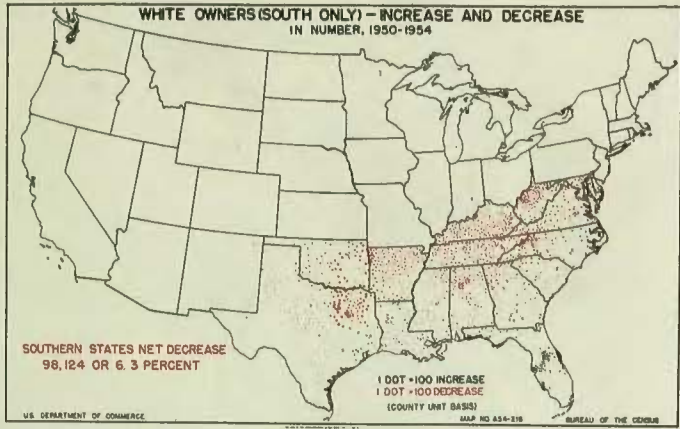 WHITE OWNERS (SOUTH ONLY) – INCREASE AND DECREASE
IN NUMBER, 1950-1954
SOUTHERN STATES NET DECREASE
98,124 OR 6.3 PERCENT
1 DOT = 100 INCREASE
1 DOT = 100 DECREASE
(COUNTY UNIT BASIS)
U.S. DEPARTMENT OF COMMERCE
MAP NO. A54-216
BUREAU OF THE CENSUS